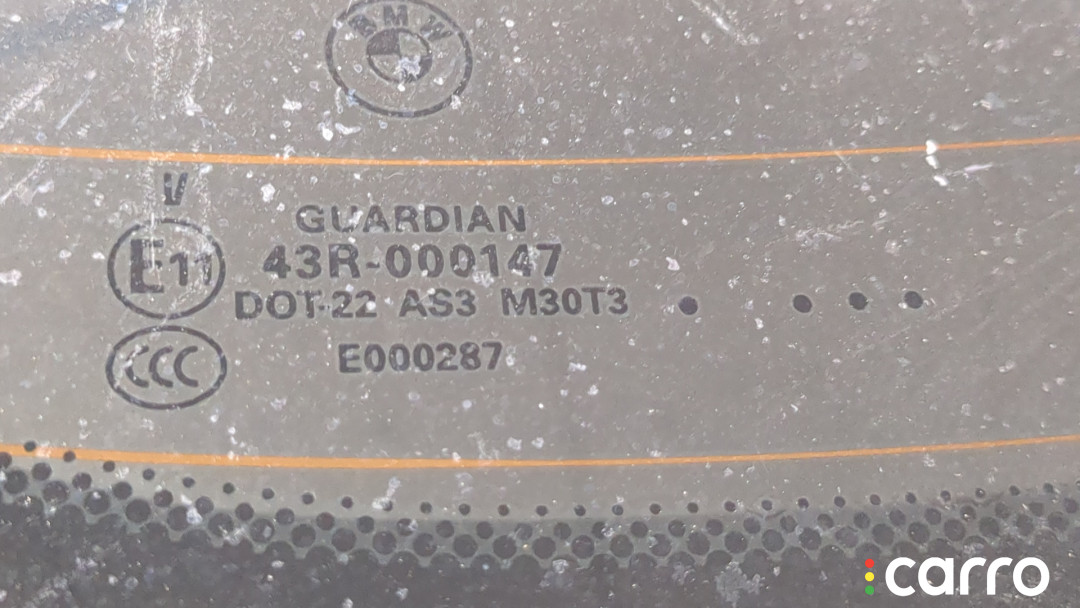 BMW
V
GUARDIAN
E11
43R-000147
DOT-22 AS3 M30T3
CCC
E000287
carro